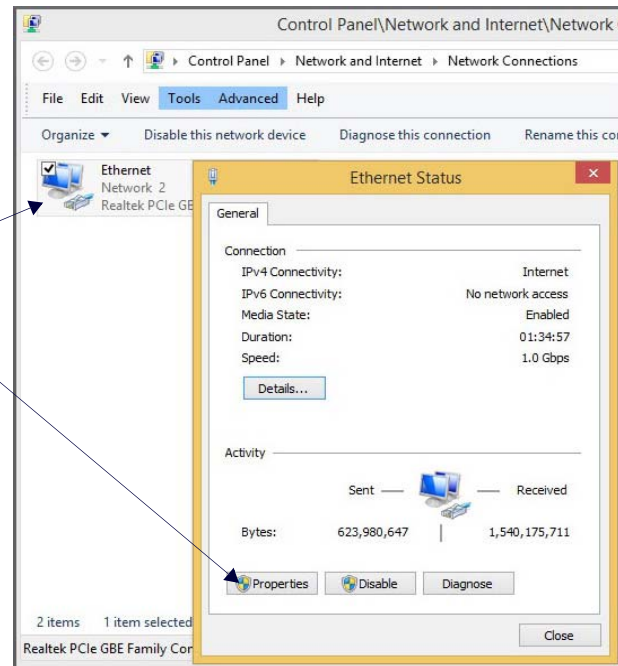 Control Panel\Network and Internet\Network
Control Panel ▸ Network and Internet ▸ Network Connections
File Edit View Tools Advanced Help
Organize ▾ Disable this network device Diagnose this connection Rename this co
Ethernet
Network 2
Realtek PCIe GB
Ethernet Status
General
Connection
IPv4 Connectivity: Internet
IPv6 Connectivity: No network access
Media State: Enabled
Duration: 01:34:57
Speed: 1.0 Gbps
Details...
Activity
Sent Received
Bytes: 623,980,647 1,540,175,711
Properties Disable Diagnose
Close
2 items 1 item selected
Realtek PCIe GBE Family Con